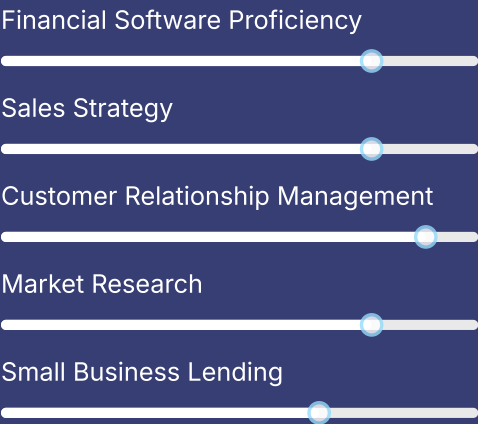 Financial Software Proficiency
Sales Strategy
Customer Relationship Management
Market Research
Small Business Lending